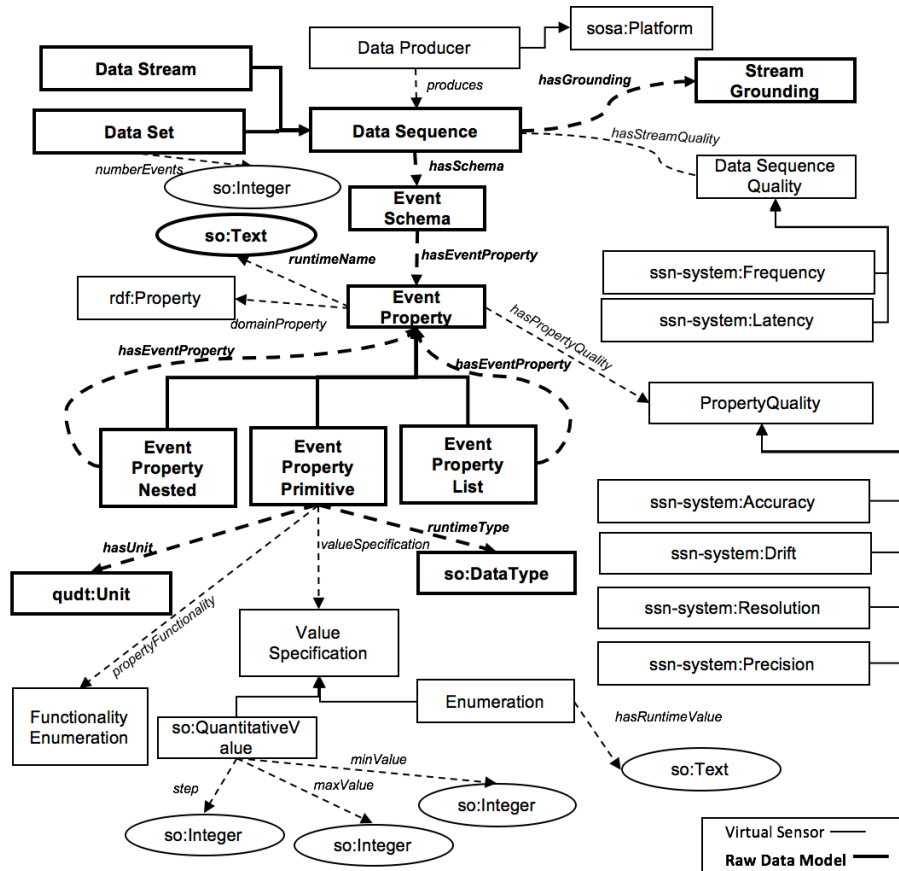 Data Producer
sosa:Platform
Data Stream
produces
hasGrounding
Stream
Grounding
Data Set
Data Sequence
hasStreamQuality
numberEvents
so:Integer
hasSchema
Data Sequence
Quality
Event
Schema
so:Text
runtimeName
hasEventProperty
ssn-system:Frequency
rdf:Property
domainProperty
Event
Property
hasPropertyQuality
ssn-system:Latency
hasEventProperty
hasEventProperty
PropertyQuality
Event
Property
Nested
Event
Property
Primitive
Event
Property
List
ssn-system:Accuracy
hasUnit
valueSpecification
runtimeType
ssn-system:Drift
qudt:Unit
so:DataType
propertyFunctionality
Value
Specification
ssn-system:Resolution
ssn-system:Precision
Functionality
Enumeration
so:QuantitativeV
alue
Enumeration
hasRuntimeValue
step
maxValue
minValue
so:Text
so:Integer
so:Integer
so:Integer
Virtual Sensor
Raw Data Model